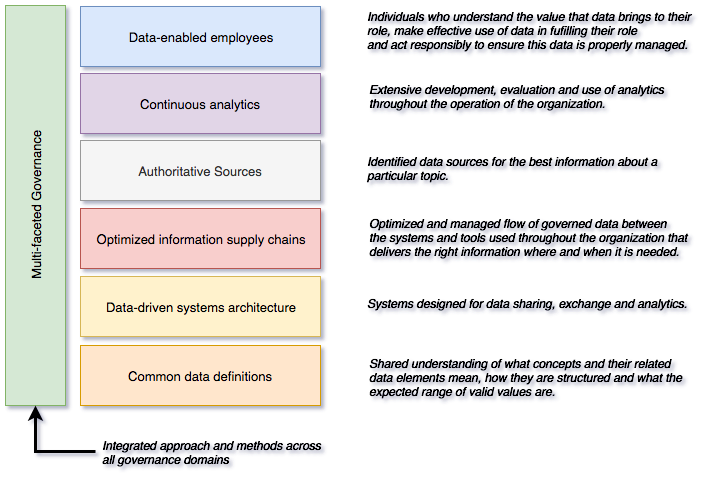 Multi-faceted Governance
Data-enabled employees
Individuals who understand the value that data brings to their
role, make effective use of data in fufilling their role
and act responsibly to ensure this data is properly managed.
Continuous analytics
Extensive development, evaluation and use of analytics
throughout the operation of the organization.
Authoritative Sources
Identified data sources for the best information about a
particular topic.
Optimized information supply chains
Optimized and managed flow of governed data between
the systems and tools used throughout the organization that
delivers the right information where and when it is needed.
Data-driven systems architecture
Systems designed for data sharing, exchange and analytics.
Common data definitions
Shared understanding of what concepts and their related
data elements mean, how they are structured and what the
expected range of valid values are.
Integrated approach and methods across
all governance domains